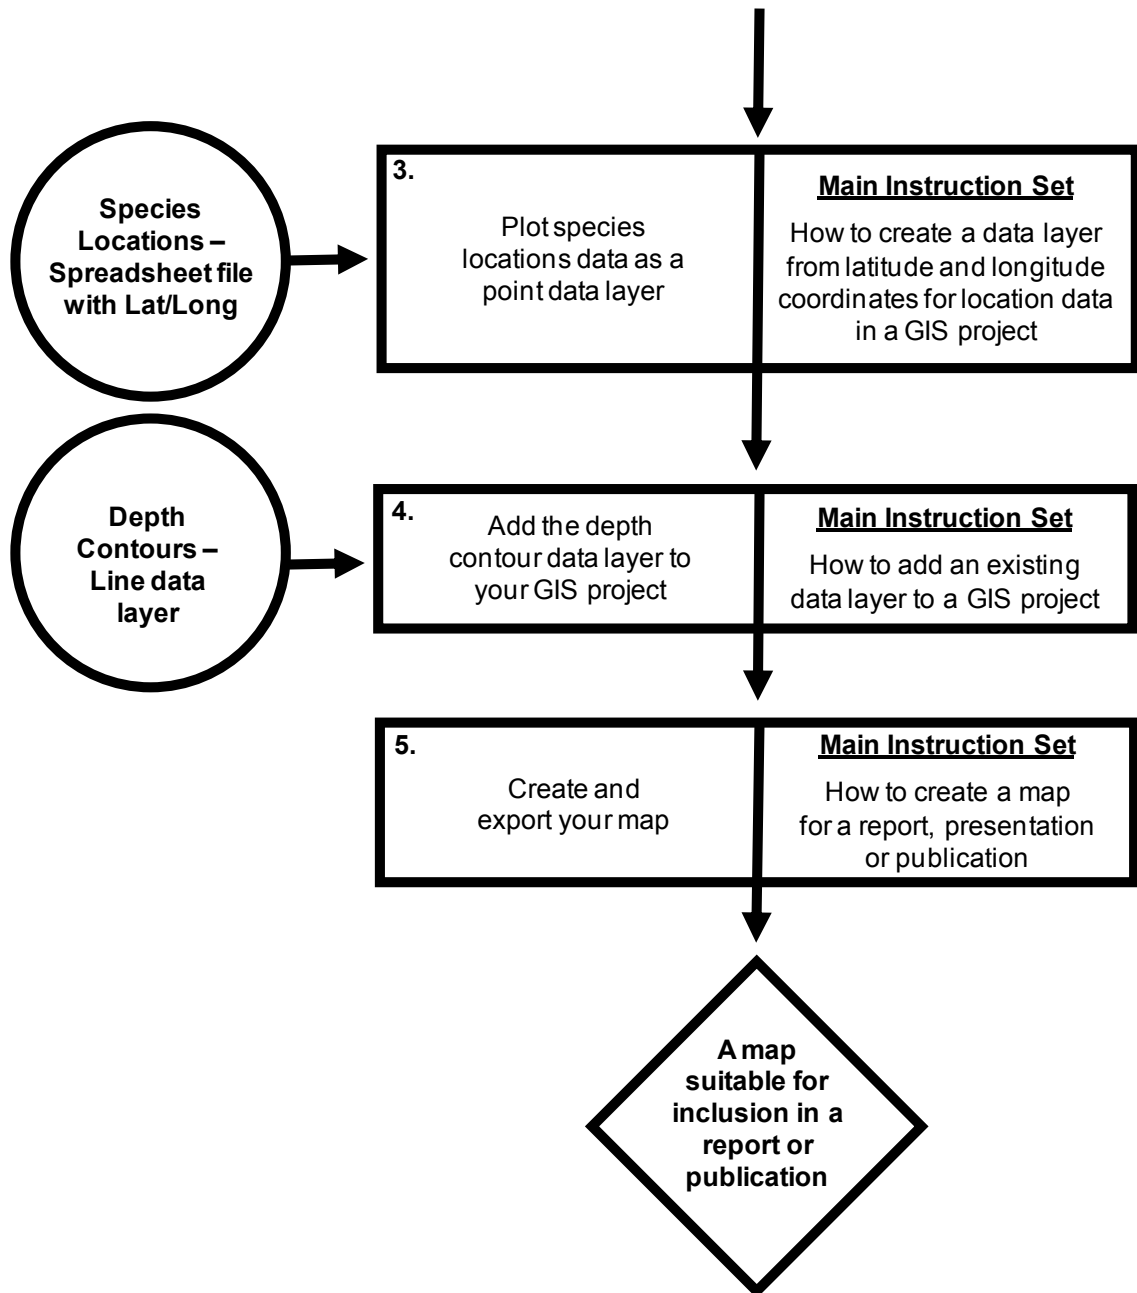 Species
Locations –
Spreadsheet file
with Lat/Long
3.
Plot species
locations data as a
point data layer
Main Instruction Set
How to create a data layer
from latitude and longitude
coordinates for location data
in a GIS project
Depth
Contours –
Line data
layer
4.
Add the depth
contour data layer to
your GIS project
Main Instruction Set
How to add an existing
data layer to a GIS project
5.
Create and
export your map
Main Instruction Set
How to create a map
for a report, presentation
or publication
A map
suitable for
inclusion in a
report or
publication